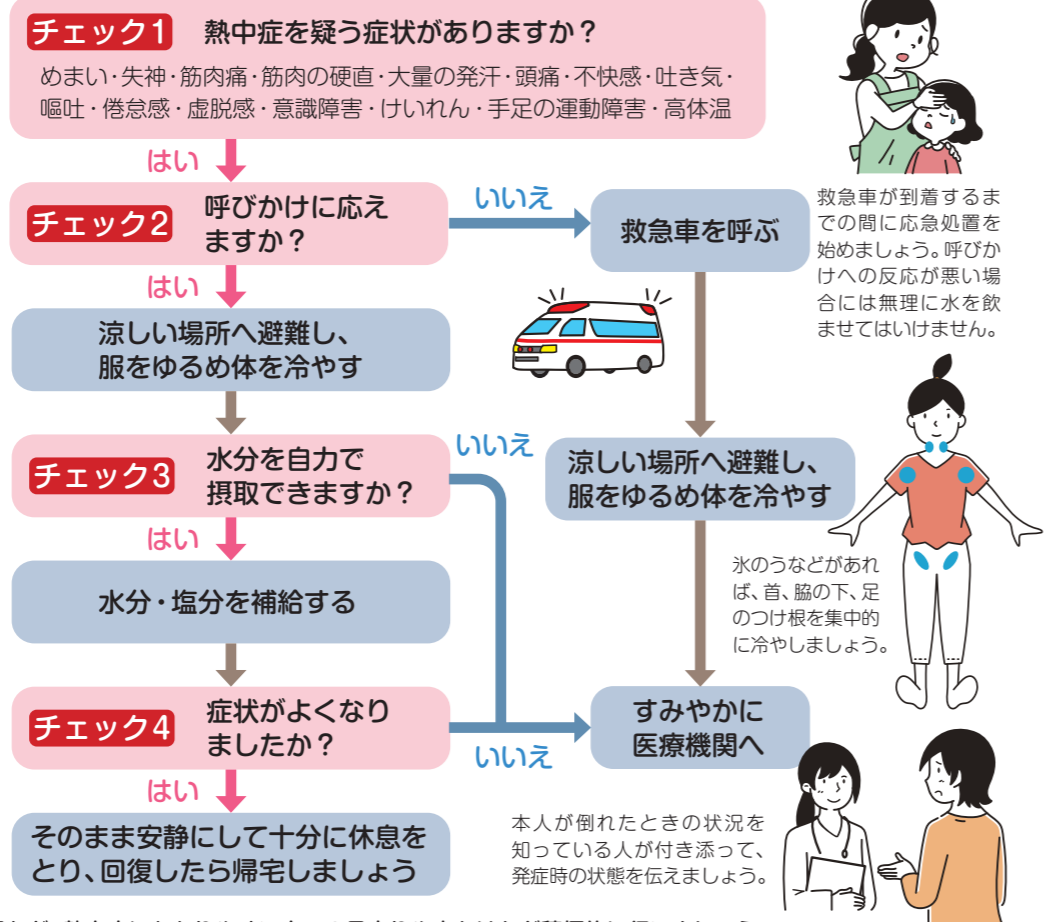 チェック1 熱中症を疑う症状がありますか？
めまい・失神・筋肉痛・筋肉の硬直・大量の発汗・頭痛・不快感・吐き気・
嘔吐・倦怠感・虚脱感・意識障害・けいれん・手足の運動障害・高体温
はい
チェック2 呼びかけに応え
ますか？
いいえ
救急車を呼ぶ
救急車が到着するま
での間に応急処置を
始めましょう。呼びか
けへの反応が悪い場
合には無理に水を飲
ませてはいけません。
はい
涼しい場所へ避難し、
服をゆるめ体を冷やす
チェック3 水分を自力で
摂取できますか？
いいえ
涼しい場所へ避難し、
服をゆるめ体を冷やす
氷のうなどがあれ
ば、首、脇の下、足
のつけ根を集中的
に冷やしましょう。
はい
水分・塩分を補給する
チェック4 症状がよくなり
ましたか？
いいえ
すみやかに
医療機関へ
はい
そのまま安静にして十分に休息を
とり、回復したら帰宅しましょう
本人が倒れたときの状況を
知っている人が付き添って、
発症時の状態を伝えましょう。